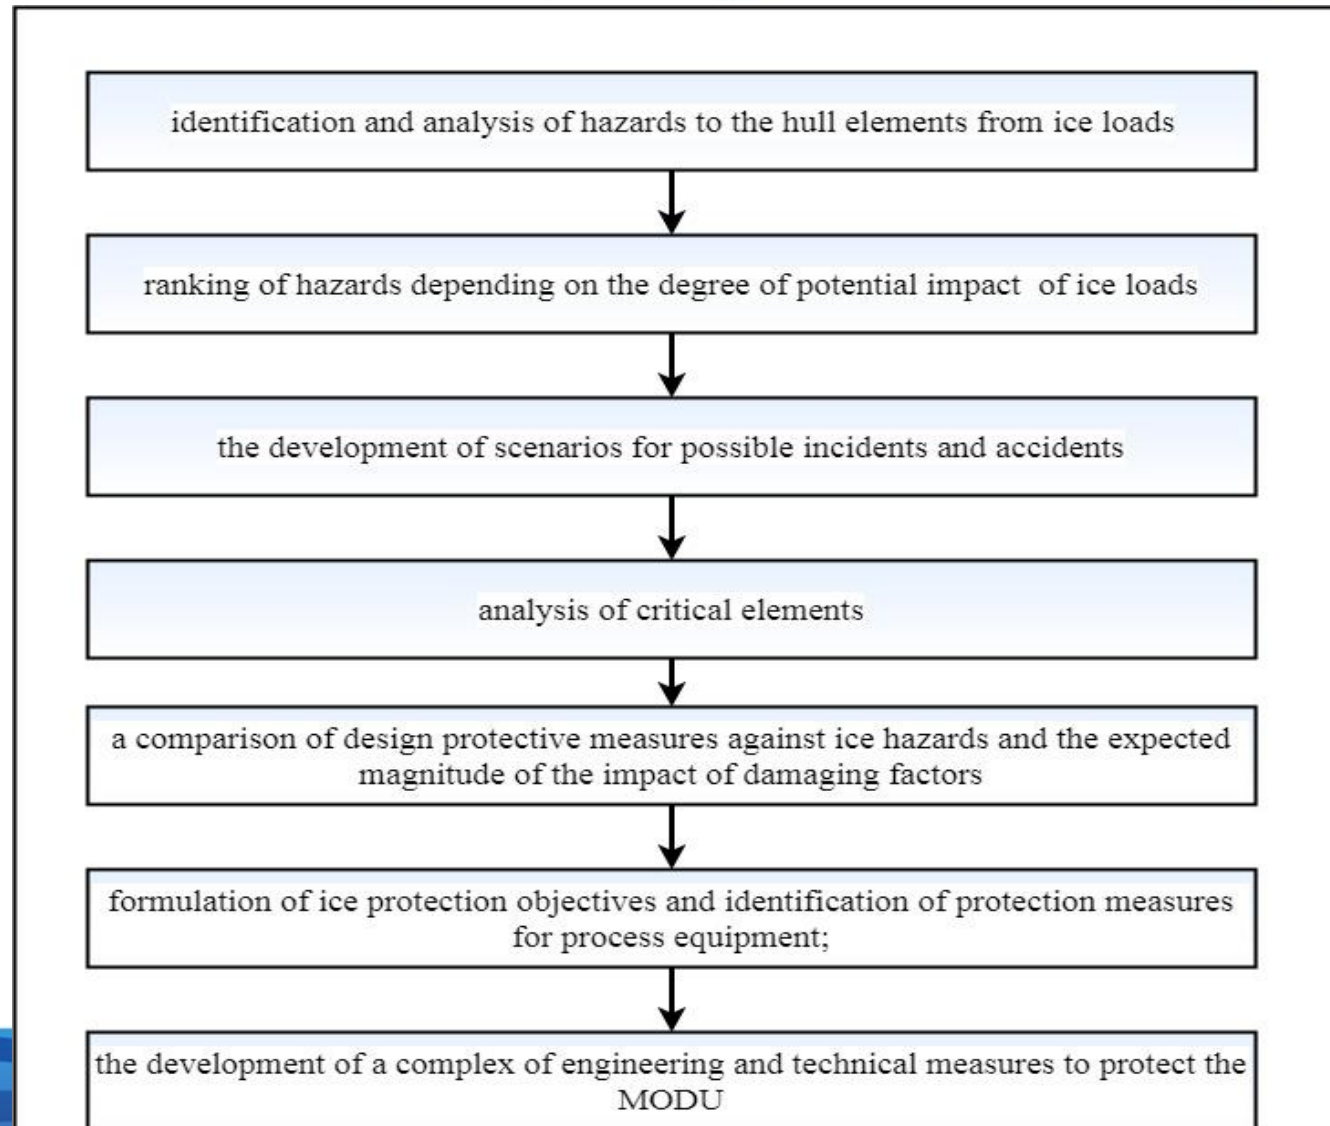 identification and analysis of hazards to the hull elements from ice loads
ranking of hazards depending on the degree of potential impact  of ice loads
the development of scenarios for possible incidents and accidents
analysis of critical elements
a comparison of design protective measures against ice hazards and the expected
magnitude of the impact of damaging factors
formulation of ice protection objectives and identification of protection measures
for process equipment;
the development of a complex of engineering and technical measures to protect the
MODU